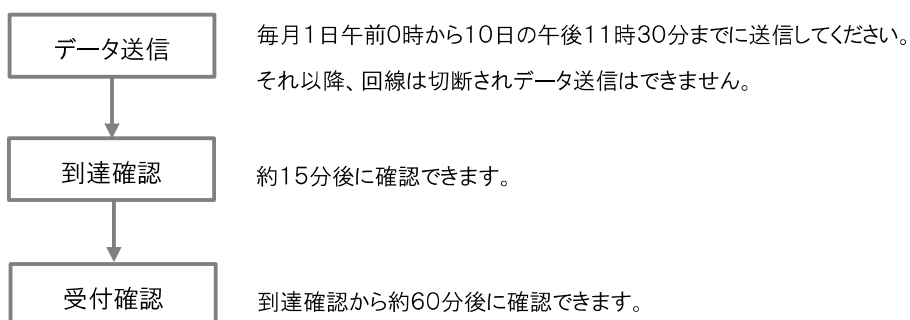 データ送信
毎月1日午前0時から10日の午後11時30分までに送信してください。
それ以降、回線は切断されデータ送信はできません。
到達確認
約15分後に確認できます。
受付確認
到達確認から約60分後に確認できます。